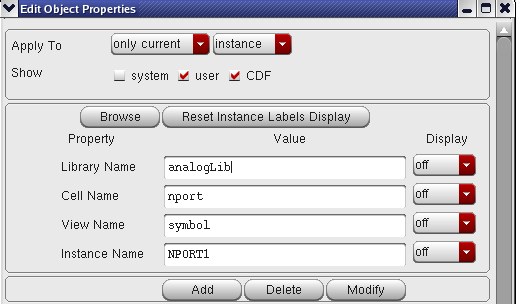 Edit Object Properties
Apply To only current instance
Show system user CDF
Browse Reset Instance Labels Display
Property Value Display
Library Name analogLib off
Cell Name nport off
View Name symbol off
Instance Name NPORT1 off
Add Delete Modify